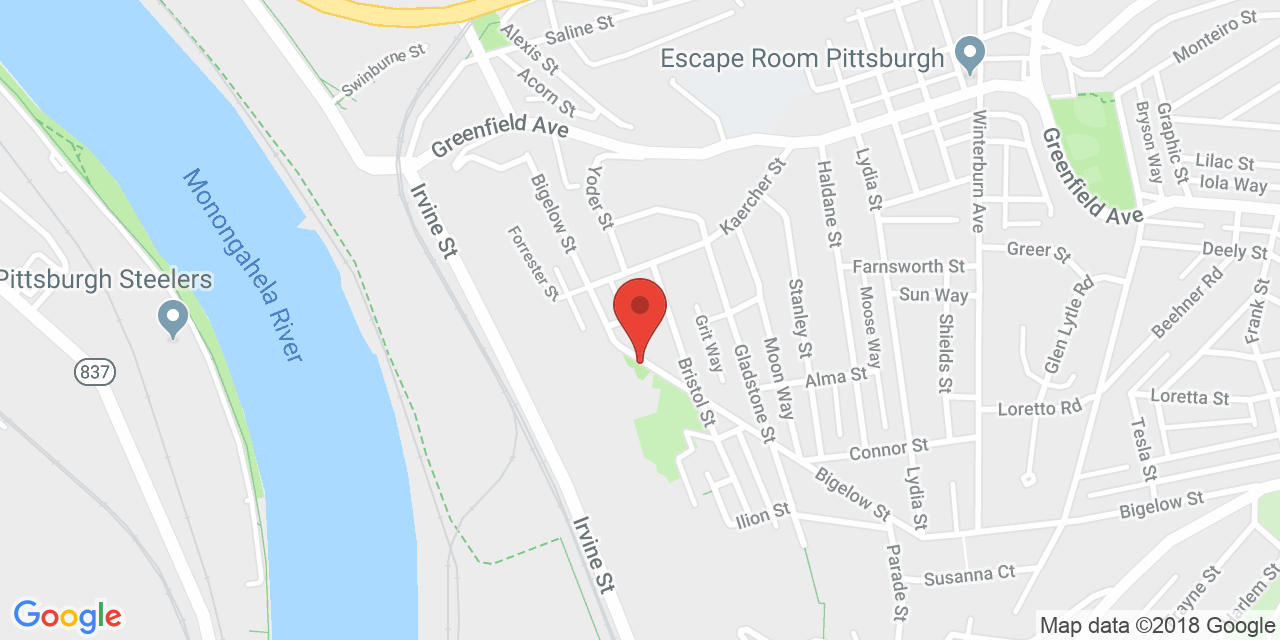 Saline St
Alexis St
Swinburne St
Acorn St
Escape Room Pittsburgh
Monteiro St
Greenfield Ave
Graphic St
Bryson Way
Lilac St
Iola Way
Winterburn Ave
Greenfield Ave
Lydia St
Haldane St
Kaercher St
Yoder St
Bigelow St
Forrester St
Irvine St
Monongahela River
Pittsburgh Steelers
837
Greer St
Deely St
Farnsworth St
Sun Way
Moose Way
Shields St
Glen Lytle Rd
Beehner Rd
Frank St
Stanley St
Grit Way
Moon Way
Gladstone St
Bristol St
Alma St
Loretto Rd
Loretta St
Tesla St
Connor St
Lydia St
Bigelow St
Bigelow St
Ilion St
Irvine St
Parade St
Susanna Ct
Google
Map data ©2018 Google